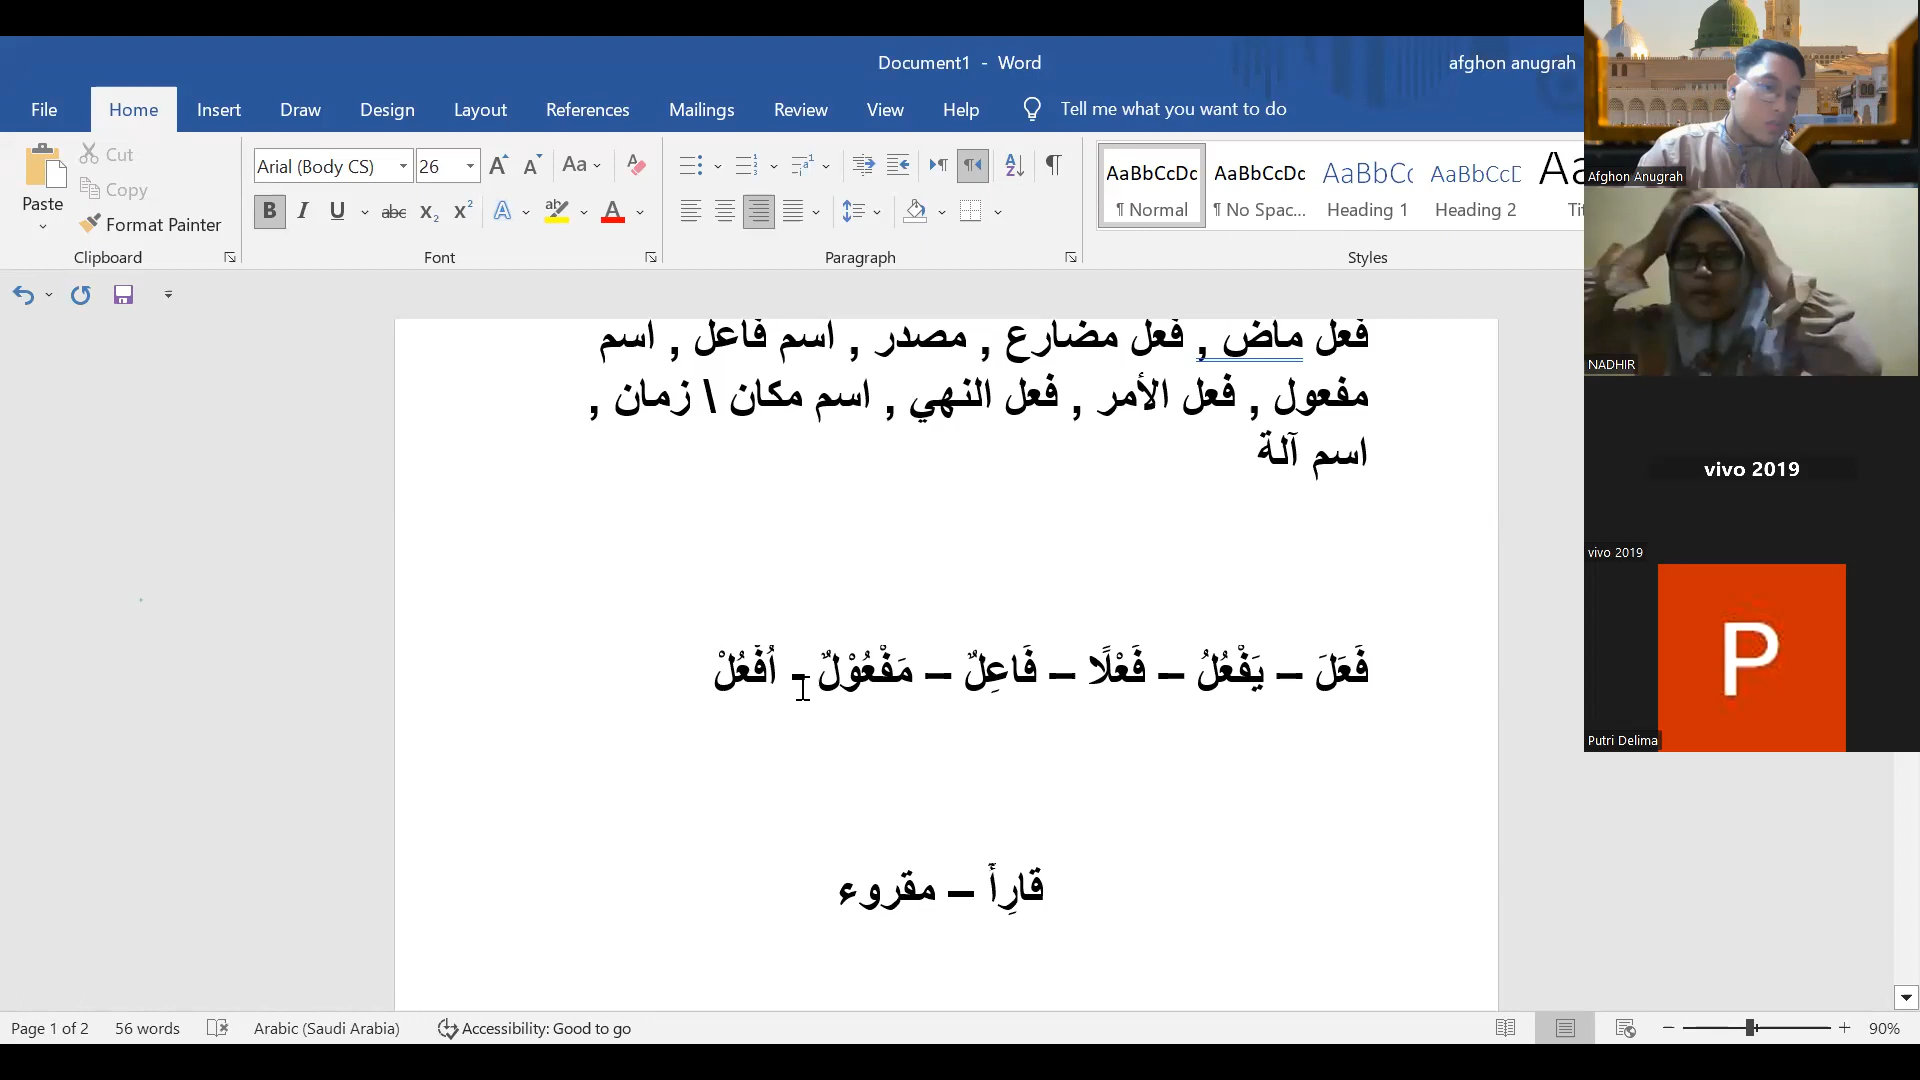 Document1 - Word
afghon anugrah
File
Home
Insert
Draw
Design
Layout
References
Mailings
Review
View
Help
Tell me what you want to do
Paste
Cut
Copy
Format Painter
Clipboard
Arial (Body CS)
26
Font
Paragraph
AaBbCcDc
¶ Normal
AaBbCcDc
¶ No Spac...
AaBbCc
Heading 1
AaBbCcD
Heading 2
Styles
فعل ماض , فعل مضارع , مصدر , اسم فاعل , اسم
مفعول , فعل الأمر , فعل النهي , اسم مكان \ زمان ,
اسم آلة
فَعَلَ – يَفْعُلُ – فَعْلًا – فَاعِلٌ – مَفْعُوْلٌ - اُفْعُلْ
قارِأَ – مقروء
Afghon Anugrah
NADHIR
vivo 2019
vivo 2019
P
Putri Delima
Page 1 of 2
56 words
Arabic (Saudi Arabia)
Accessibility: Good to go
90%